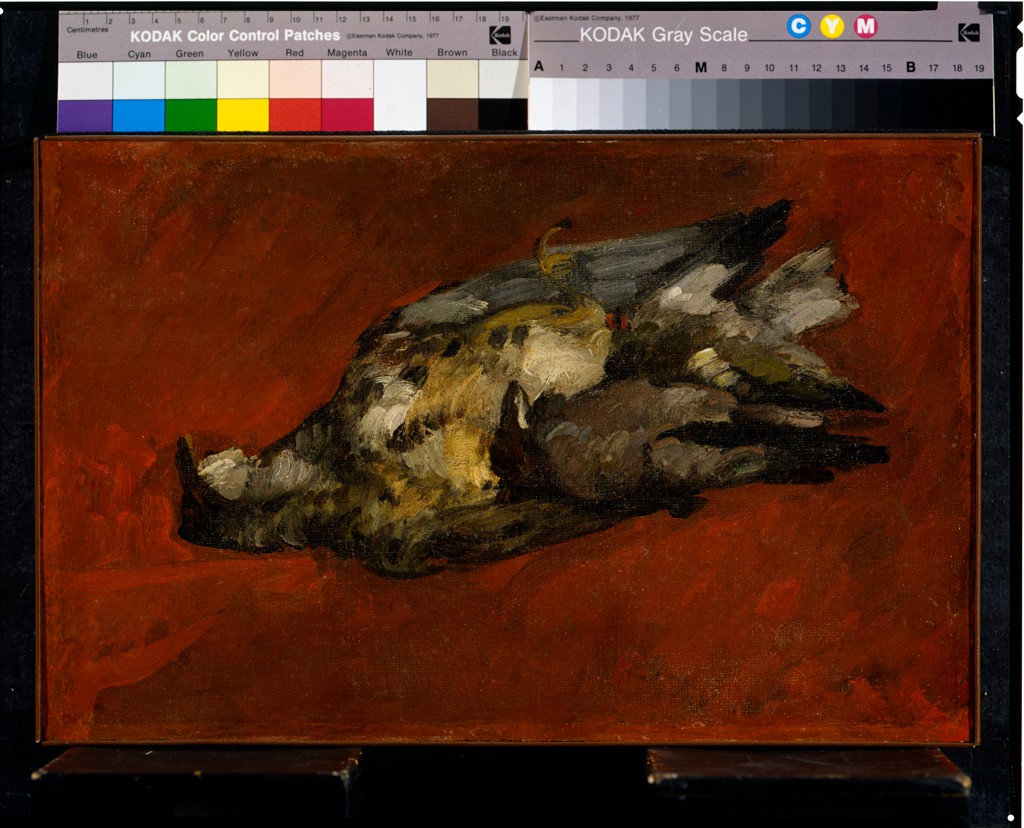 1 2 3 4 5 6 7 8 9 10 11 12 13 14 15 16 17 18 19
Centimetres
KODAK Color Control Patches ©Eastman Kodak Company, 1977 Kodak
Blue Cyan Green Yellow Red Magenta White Brown Black
©Eastman Kodak Company, 1977
KODAK Gray Scale C Y M Kodak
A 1 2 3 4 5 6 M 8 9 10 11 12 13 14 15 B 17 18 19